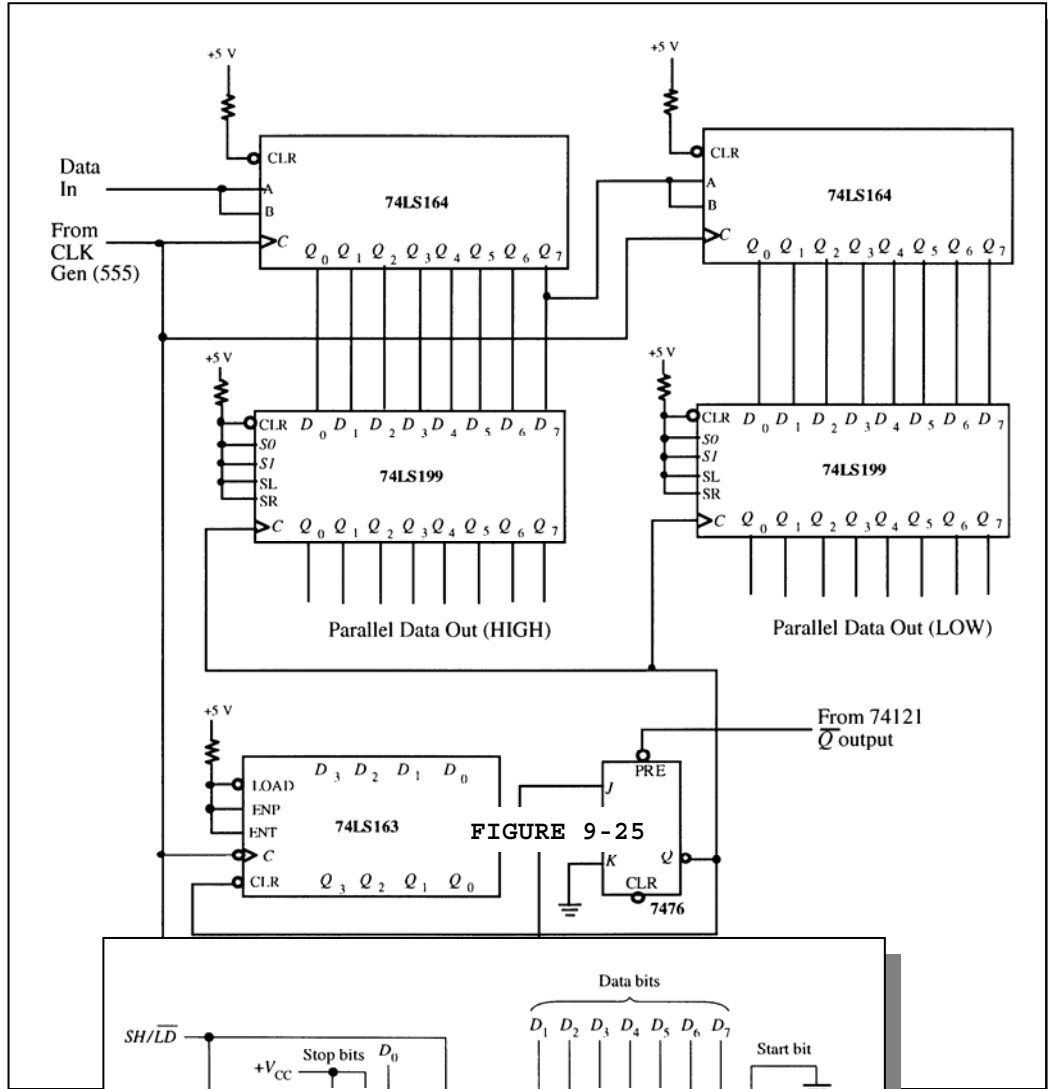 +5 V +5 V
CLR CLR
Data In
A A
B 74LS164 B 74LS164
From CLK Gen (555)
C C
Q0 Q1 Q2 Q3 Q4 Q5 Q6 Q7 Q0 Q1 Q2 Q3 Q4 Q5 Q6 Q7
+5 V +5 V
CLR D0 D1 D2 D3 D4 D5 D6 D7 CLR D0 D1 D2 D3 D4 D5 D6 D7
S0 S0
S1 S1
SL 74LS199 SL 74LS199
SR SR
C Q0 Q1 Q2 Q3 Q4 Q5 Q6 Q7 C Q0 Q1 Q2 Q3 Q4 Q5 Q6 Q7
Parallel Data Out (HIGH) Parallel Data Out (LOW)
+5 V
From 74121
Q̅ output
D3 D2 D1 D0 PRE
LOAD J
ENP
ENT 74LS163 FIGURE 9-25
C K Q
CLR Q3 Q2 Q1 Q0 CLR
7476
Data bits
D1 D2 D3 D4 D5 D6 D7
SH/L̅D̅ Stop bits D0 Start bit
+VCC